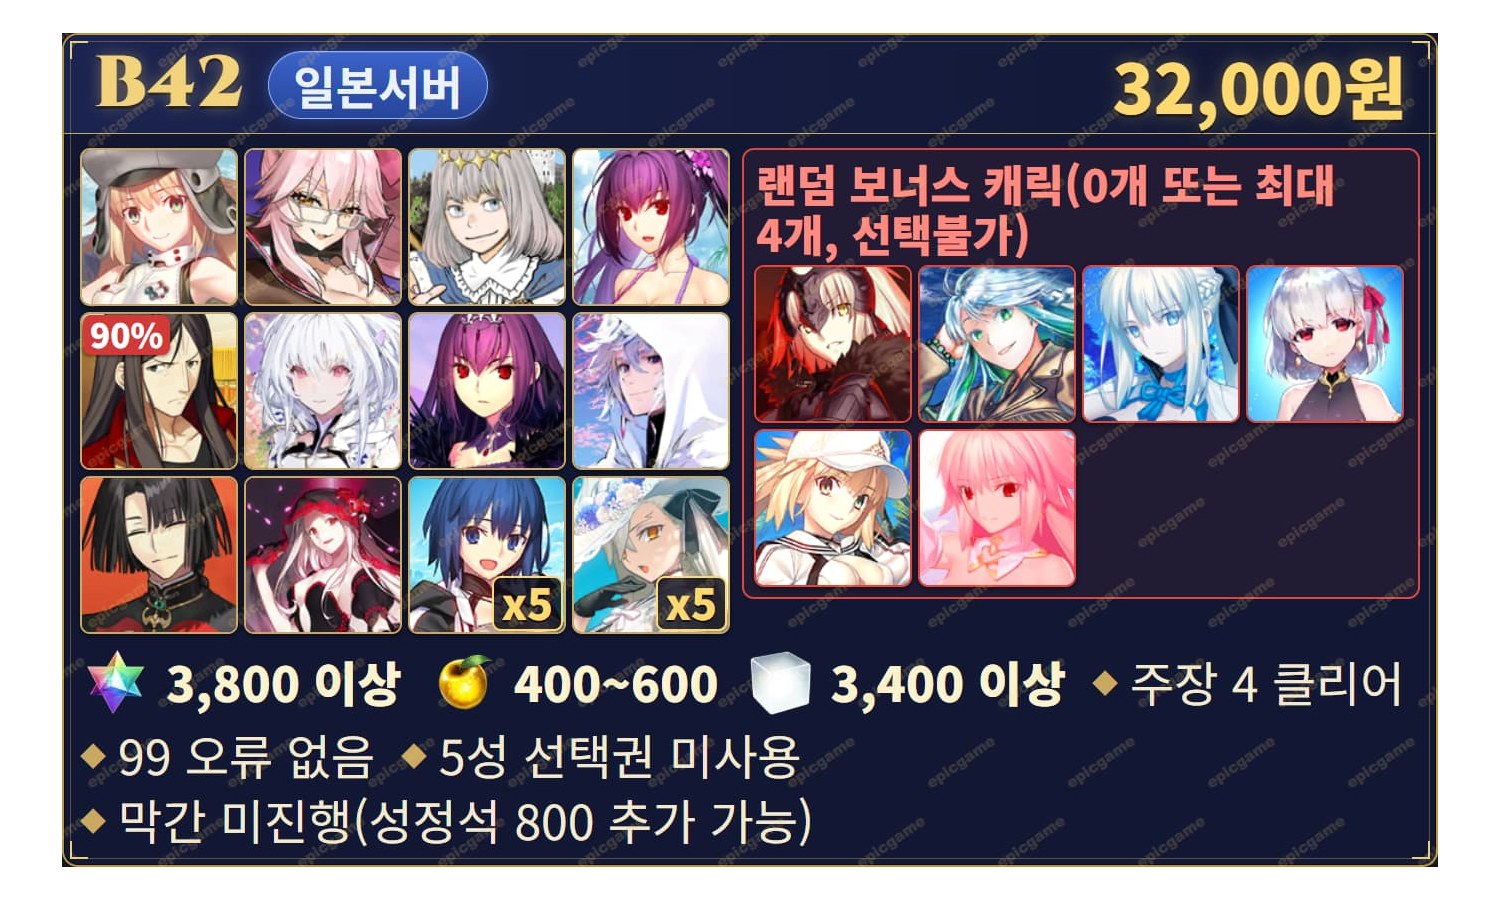 B42 일본서버 32,000원
랜덤 보너스 캐릭(0개 또는 최대
4개, 선택불가)
90%
x5 x5
3,800 이상 400~600 3,400 이상 ◆ 주장 4 클리어
◆ 99 오류 없음 ◆ 5성 선택권 미사용
◆ 막간 미진행(성정석 800 추가 가능)
epicgame